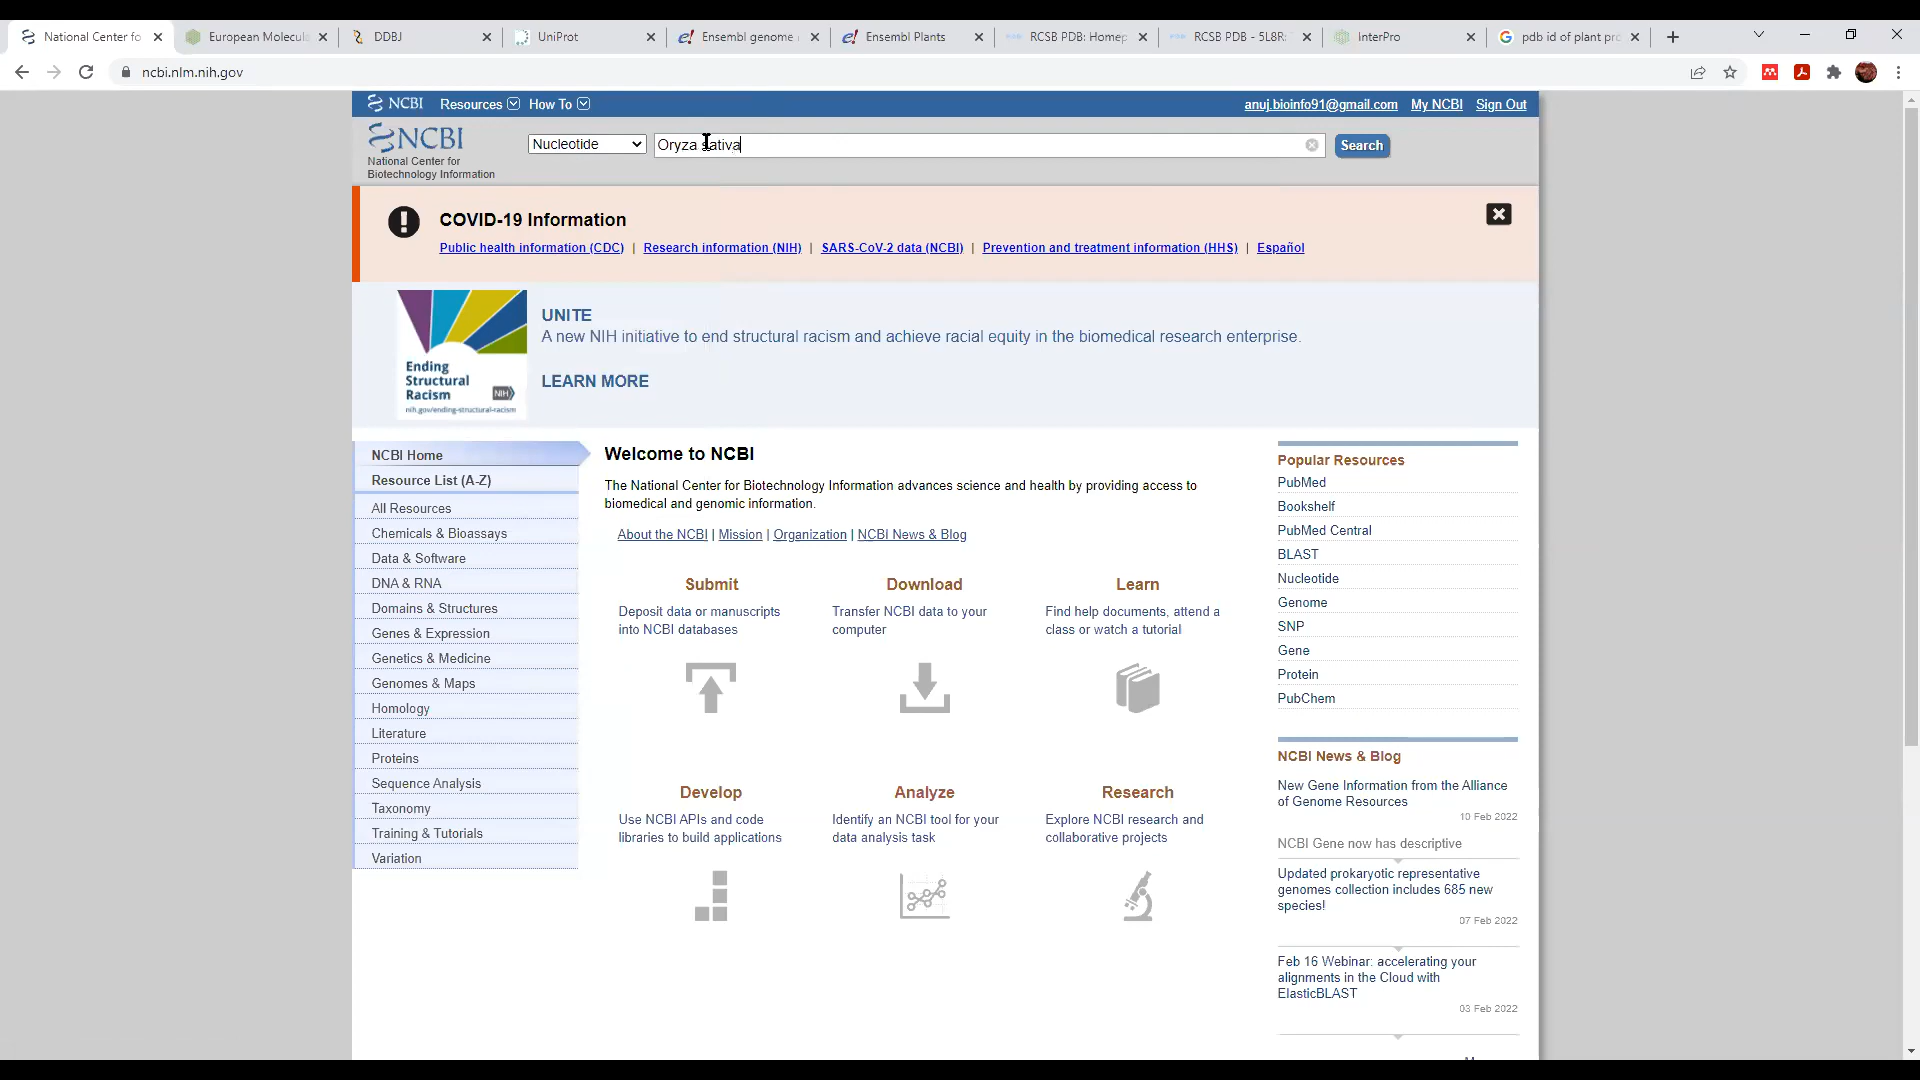 National Center fo
European Molecul
DDBJ
UniProt
Ensembl genome
Ensembl Plants
RCSB PDB: Homep
RCSB PDB - 5L8R:
InterPro
pdb id of plant pro
ncbi.nlm.nih.gov
NCBI Resources How To
anuj.bioinfo91@gmail.com My NCBI Sign Out
NCBI
National Center for
Biotechnology Information
Nucleotide
Oryza sativa
Search
COVID-19 Information
Public health information (CDC) | Research information (NIH) | SARS-CoV-2 data (NCBI) | Prevention and treatment information (HHS) | Español
Ending
Structural
Racism
NIH
nih.gov/ending-structural-racism
UNITE
A new NIH initiative to end structural racism and achieve racial equity in the biomedical research enterprise.
LEARN MORE
NCBI Home
Resource List (A-Z)
All Resources
Chemicals & Bioassays
Data & Software
DNA & RNA
Domains & Structures
Genes & Expression
Genetics & Medicine
Genomes & Maps
Homology
Literature
Proteins
Sequence Analysis
Taxonomy
Training & Tutorials
Variation
Welcome to NCBI
The National Center for Biotechnology Information advances science and health by providing access to
biomedical and genomic information.
About the NCBI | Mission | Organization | NCBI News & Blog
Submit
Deposit data or manuscripts
into NCBI databases
Download
Transfer NCBI data to your
computer
Learn
Find help documents, attend a
class or watch a tutorial
Develop
Use NCBI APIs and code
libraries to build applications
Analyze
Identify an NCBI tool for your
data analysis task
Research
Explore NCBI research and
collaborative projects
Popular Resources
PubMed
Bookshelf
PubMed Central
BLAST
Nucleotide
Genome
SNP
Gene
Protein
PubChem
NCBI News & Blog
New Gene Information from the Alliance
of Genome Resources
10 Feb 2022
NCBI Gene now has descriptive
Updated prokaryotic representative
genomes collection includes 685 new
species!
07 Feb 2022
Feb 16 Webinar: accelerating your
alignments in the Cloud with
ElasticBLAST
03 Feb 2022